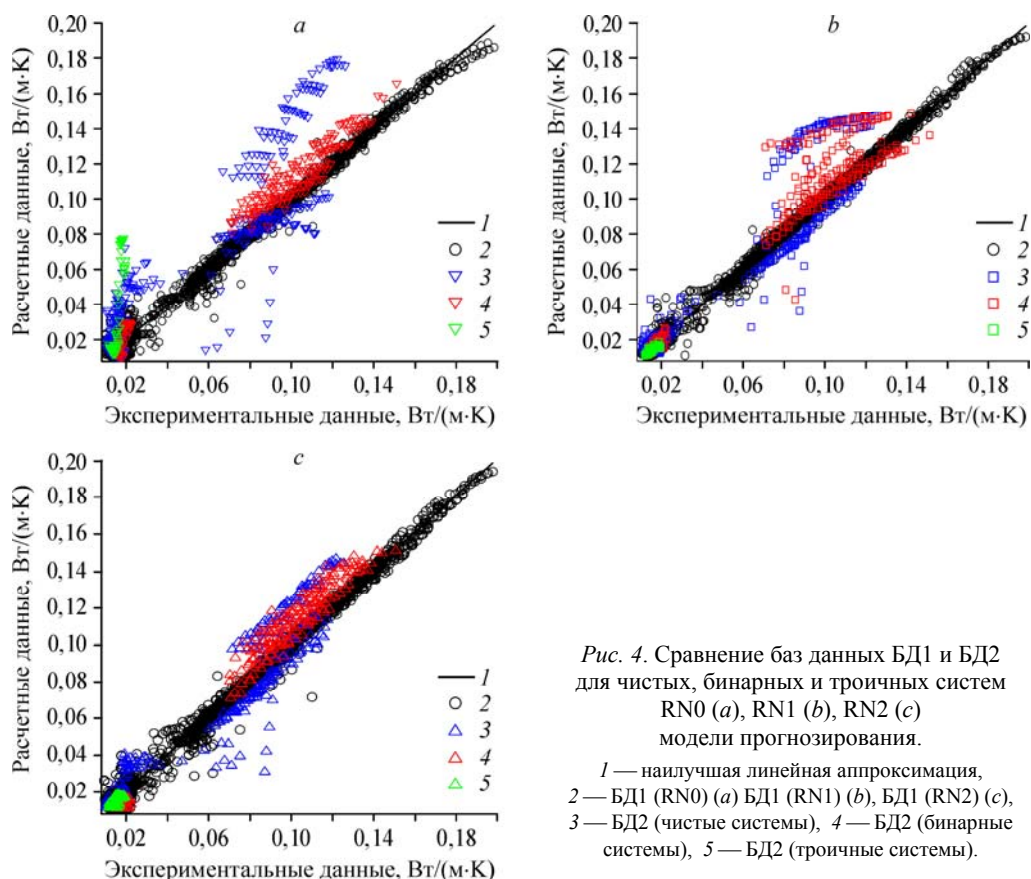 a
Расчетные данные, Вт/(м·K)
0,20
0,18
0,16
0,14
0,12
0,10
0,08
0,06
0,04
0,02
0,02 0,06 0,10 0,14 0,18
Экспериментальные данные, Вт/(м·K)
1
2
3
4
5
b
Расчетные данные, Вт/(м·K)
0,20
0,18
0,16
0,14
0,12
0,10
0,08
0,06
0,04
0,02
0,02 0,06 0,10 0,14 0,18
Экспериментальные данные, Вт/(м·K)
1
2
3
4
5
c
Расчетные данные, Вт/(м·K)
0,20
0,18
0,16
0,14
0,12
0,10
0,08
0,06
0,04
0,02
0,02 0,06 0,10 0,14 0,18
Экспериментальные данные, Вт/(м·K)
1
2
3
4
5
Рис. 4. Сравнение баз данных БД1 и БД2
для чистых, бинарных и троичных систем
RN0 (a), RN1 (b), RN2 (c)
модели прогнозирования.
1 — наилучшая линейная аппроксимация,
2 — БД1 (RN0) (a) БД1 (RN1) (b), БД1 (RN2) (c),
3 — БД2 (чистые системы), 4 — БД2 (бинарные
системы), 5 — БД2 (троичные системы).